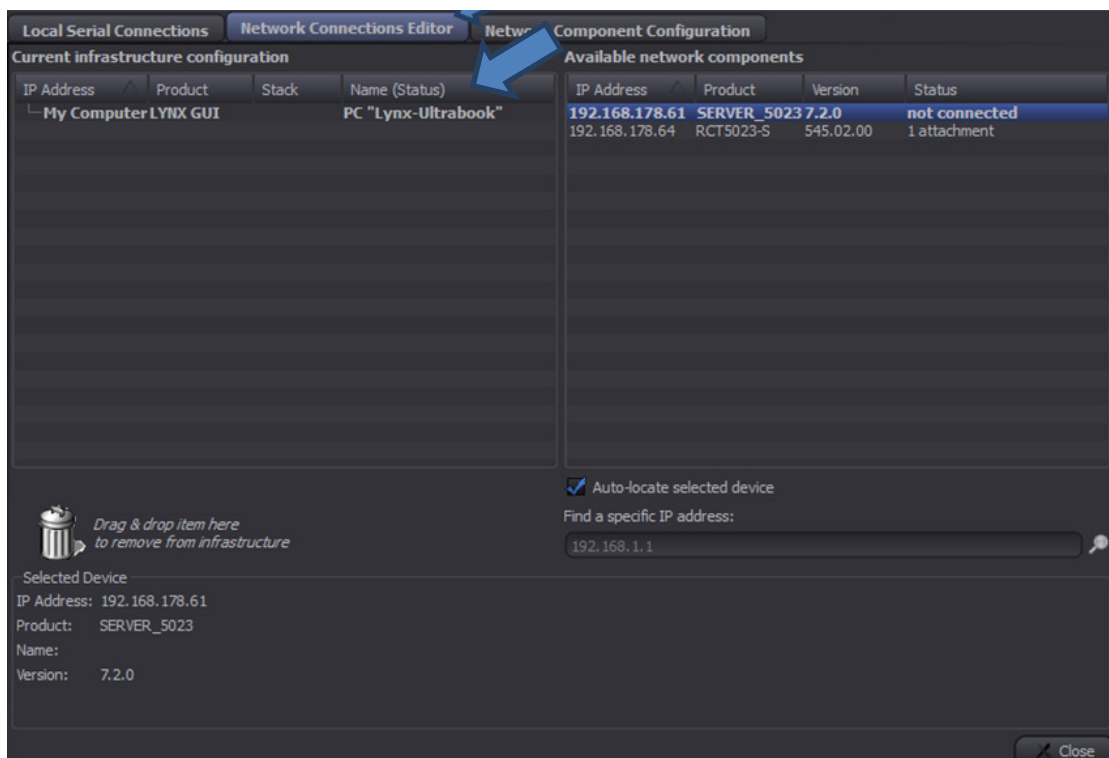 Local Serial Connections Network Connections Editor Component Configuration
Current infrastructure configuration
IP Address Product Stack Name (Status)
My Computer LYNX GUI PC "Lynx-Ultrabook"
Available network components
IP Address Product Version Status
192.168.178.61 SERVER_5023 7.2.0 not connected
192.168.178.64 RCT5023-S 545.02.00 1 attachment
Auto-locate selected device
Find a specific IP address:
192.168.1.1
Drag & drop item here
to remove from infrastructure
Selected Device
IP Address: 192.168.178.61
Product: SERVER_5023
Name:
Version: 7.2.0
Close